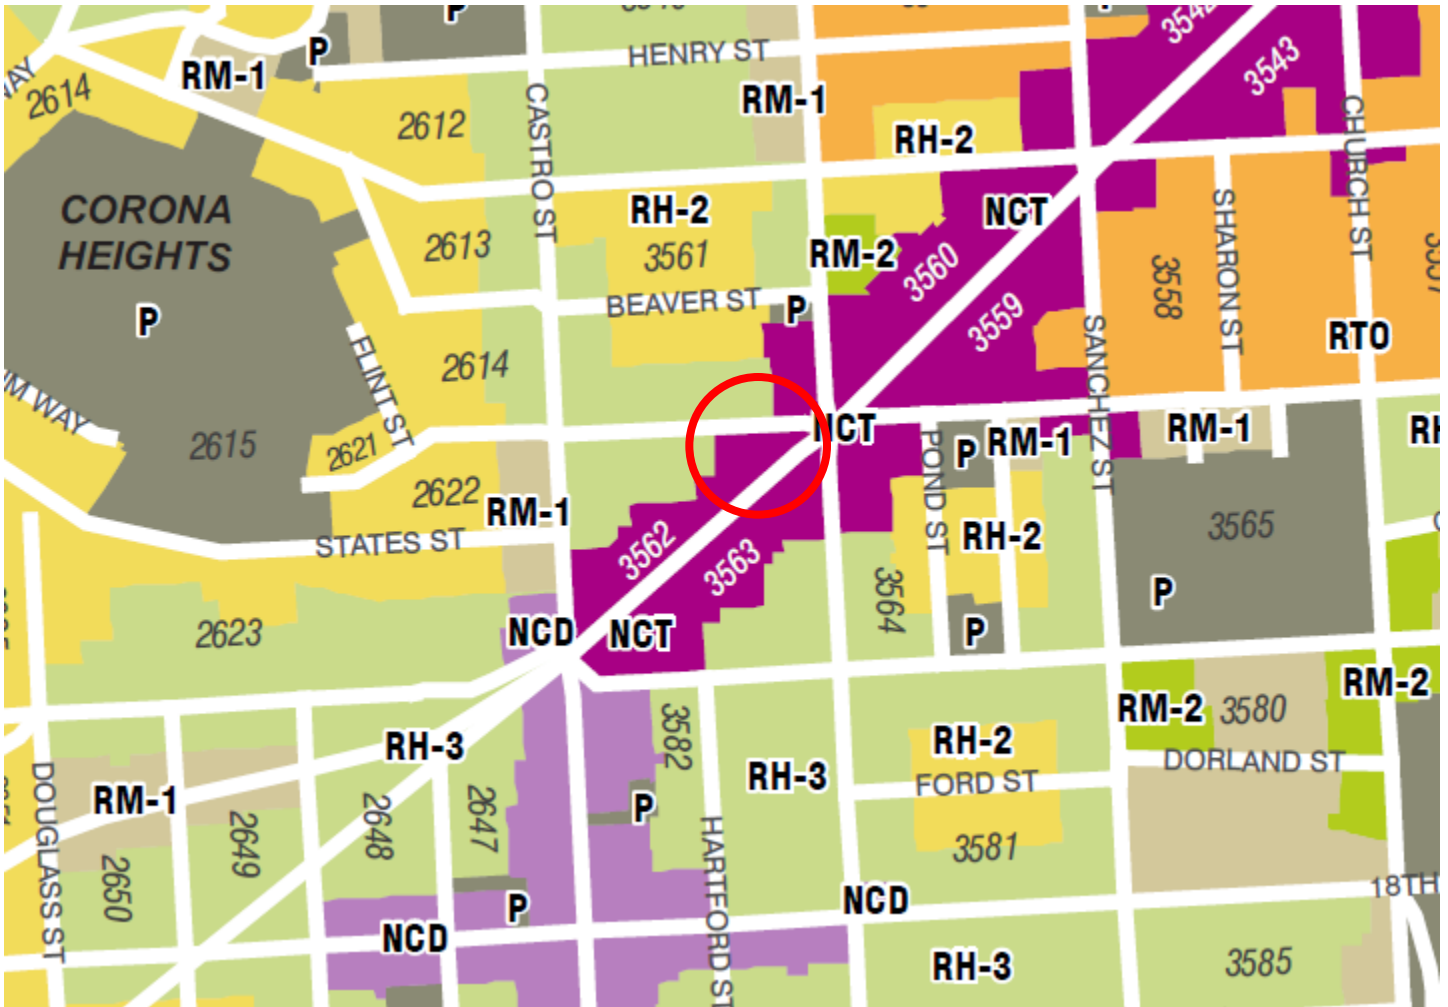 P
P
HENRY ST
3542
3543
RM-1
2614
RM-1
2612
CASTRO ST
CHURCH ST
RH-2
CORONA
HEIGHTS
RH-2
3561
2613
NCT
SHARON ST
RM-2
3560
3558
BEAVER ST
P
3559
P
RTO
FLINT ST
2614
SANCHEZ ST
2615
2621
NCT
POND ST
P
RM-1
RM-1
2622
RM-1
STATES ST
3562
3563
RH-2
3565
3564
P
P
2623
NCD
NCT
RH-3
3582
RH-2
RM-2
3580
RM-2
DORLAND ST
RH-3
FORD ST
DOUGLASS ST
RM-1
2650
2649
2648
2647
P
HARTFORD ST
3581
P
NCD
18TH
NCD
RH-3
3585